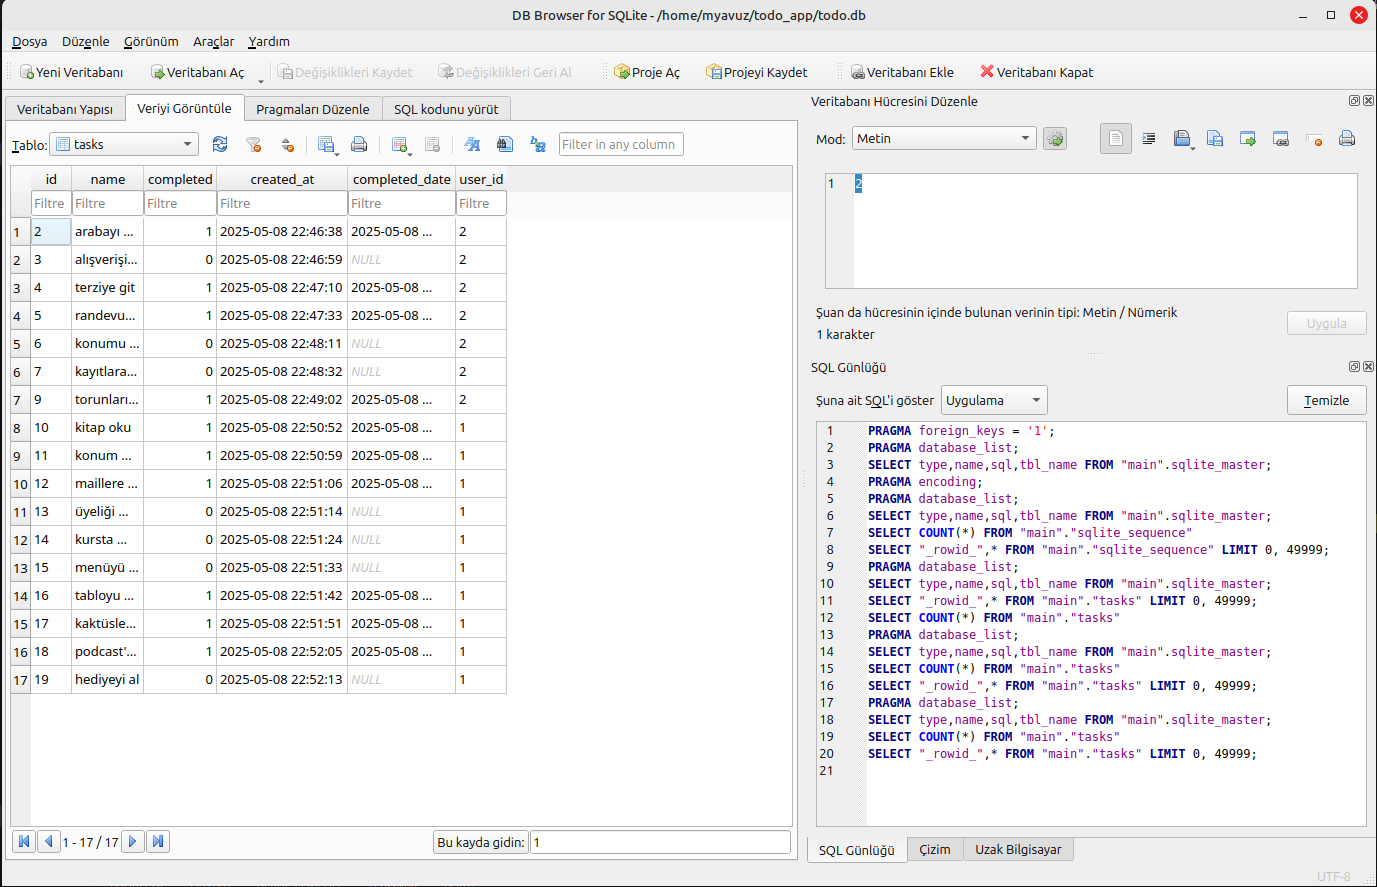 DB Browser for SQLite - /home/myavuz/todo_app/todo.db
Dosya Düzenle Görünüm Araçlar Yardım
Yeni Veritabanı Veritabanı Aç Değişiklikleri Kaydet Değişiklikleri Geri Al Proje Aç Projeyi Kaydet Veritabanı Ekle Veritabanı Kapat
Veritabanı Yapısı Veriyi Görüntüle Pragmaları Düzenle SQL kodunu yürüt
Tablo: tasks Filter in any column
id name completed created_at completed_date user_id
Filtre Filtre Filtre Filtre Filtre Filtre
1 2 arabayı ... 1 2025-05-08 22:46:38 2025-05-08 ... 2
2 3 alışverişi... 0 2025-05-08 22:46:59 NULL 2
3 4 terziye git 1 2025-05-08 22:47:10 2025-05-08 ... 2
4 5 randevu... 1 2025-05-08 22:47:33 2025-05-08 ... 2
5 6 konumu ... 0 2025-05-08 22:48:11 NULL 2
6 7 kayıtlara... 0 2025-05-08 22:48:32 NULL 2
7 9 torunları... 1 2025-05-08 22:49:02 2025-05-08 ... 2
8 10 kitap oku 1 2025-05-08 22:50:52 2025-05-08 ... 1
9 11 konum ... 1 2025-05-08 22:50:59 2025-05-08 ... 1
10 12 maillere ... 1 2025-05-08 22:51:06 2025-05-08 ... 1
11 13 üyeliği ... 0 2025-05-08 22:51:14 NULL 1
12 14 kursta ... 0 2025-05-08 22:51:24 NULL 1
13 15 menüyü ... 0 2025-05-08 22:51:33 NULL 1
14 16 tabloyu ... 1 2025-05-08 22:51:42 2025-05-08 ... 1
15 17 kaktüsle... 1 2025-05-08 22:51:51 2025-05-08 ... 1
16 18 podcast'... 1 2025-05-08 22:52:05 2025-05-08 ... 1
17 19 hediyeyi al 0 2025-05-08 22:52:13 NULL 1
1 - 17 / 17 Bu kayda gidin: 1
Veritabanı Hücresini Düzenle
Mod: Metin
1 2
Şuan da hücresinin içinde bulunan verinin tipi: Metin / Nümerik
1 karakter
Uygula
SQL Günlüğü
Şuna ait SQL'i göster Uygulama Temizle
1 PRAGMA foreign_keys = '1';
2 PRAGMA database_list;
3 SELECT type,name,sql,tbl_name FROM "main".sqlite_master;
4 PRAGMA encoding;
5 PRAGMA database_list;
6 SELECT type,name,sql,tbl_name FROM "main".sqlite_master;
7 SELECT COUNT(*) FROM "main"."sqlite_sequence"
8 SELECT "_rowid_",* FROM "main"."sqlite_sequence" LIMIT 0, 49999;
9 PRAGMA database_list;
10 SELECT type,name,sql,tbl_name FROM "main".sqlite_master;
11 SELECT "_rowid_",* FROM "main"."tasks" LIMIT 0, 49999;
12 SELECT COUNT(*) FROM "main"."tasks"
13 PRAGMA database_list;
14 SELECT type,name,sql,tbl_name FROM "main".sqlite_master;
15 SELECT COUNT(*) FROM "main"."tasks"
16 SELECT "_rowid_",* FROM "main"."tasks" LIMIT 0, 49999;
17 PRAGMA database_list;
18 SELECT type,name,sql,tbl_name FROM "main".sqlite_master;
19 SELECT COUNT(*) FROM "main"."tasks"
20 SELECT "_rowid_",* FROM "main"."tasks" LIMIT 0, 49999;
21
SQL Günlüğü Çizim Uzak Bilgisayar
UTF-8